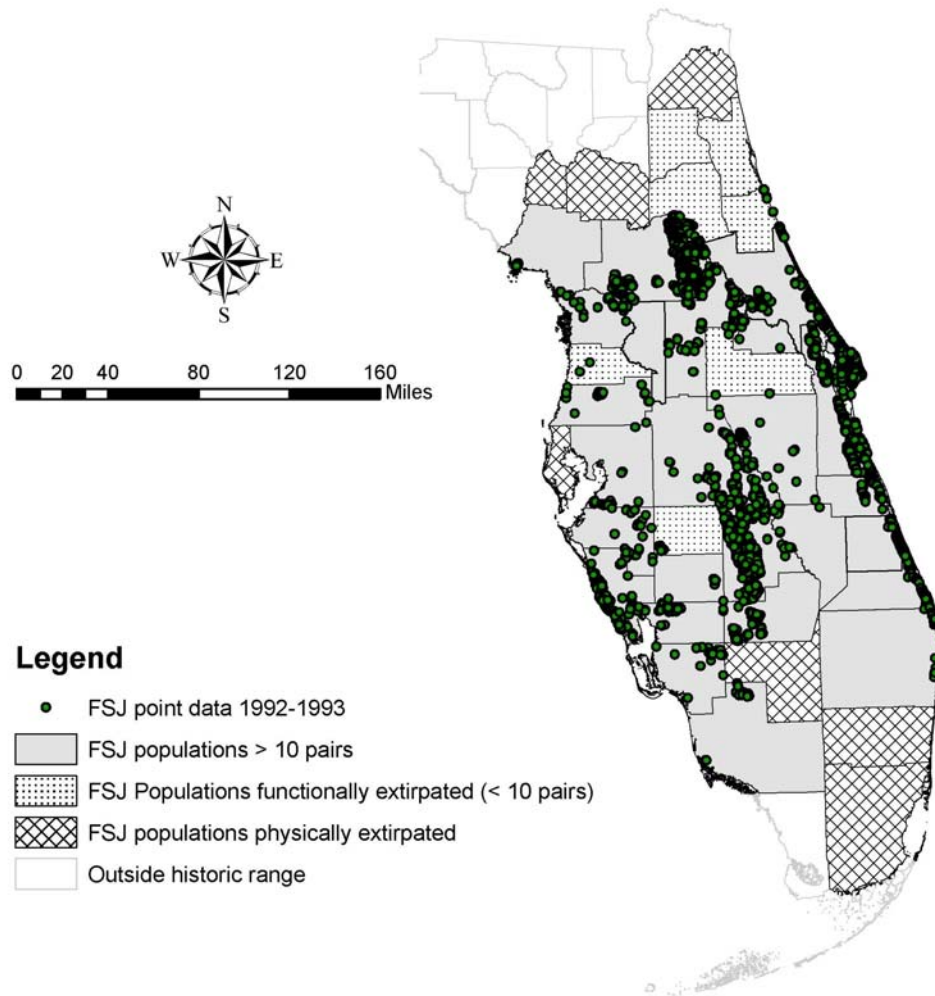 N
W E
S
0 20 40 80 120 160
Miles
Legend
FSJ point data 1992-1993
FSJ populations > 10 pairs
FSJ Populations functionally extirpated (< 10 pairs)
FSJ populations physically extirpated
Outside historic range